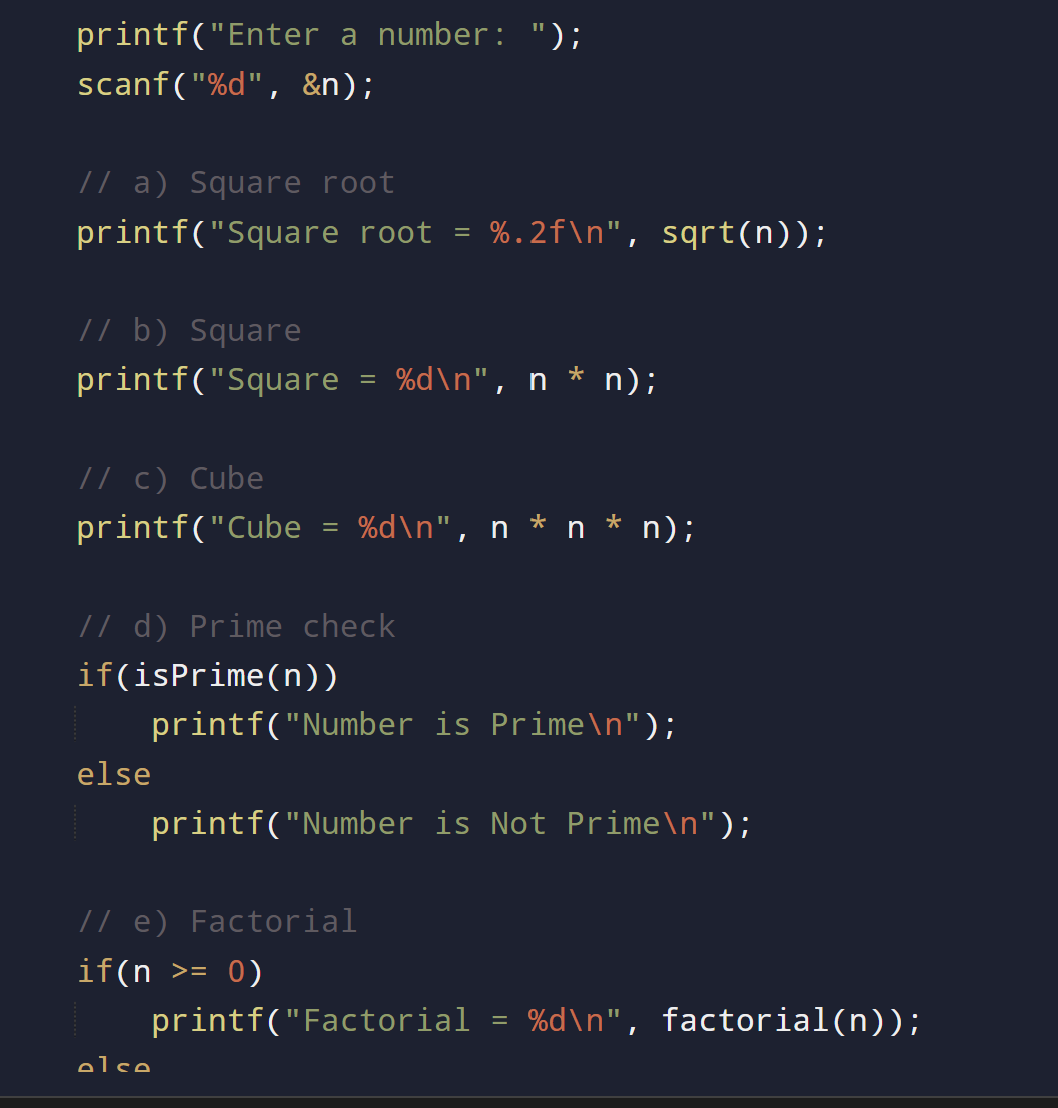 printf("Enter a number: ");
scanf("%d", &n);
// a) Square root
printf("Square root = %.2f\n", sqrt(n));
// b) Square
printf("Square = %d\n", n * n);
// c) Cube
printf("Cube = %d\n", n * n * n);
// d) Prime check
if(isPrime(n))
printf("Number is Prime\n");
else
printf("Number is Not Prime\n");
// e) Factorial
if(n >= 0)
printf("Factorial = %d\n", factorial(n));
else